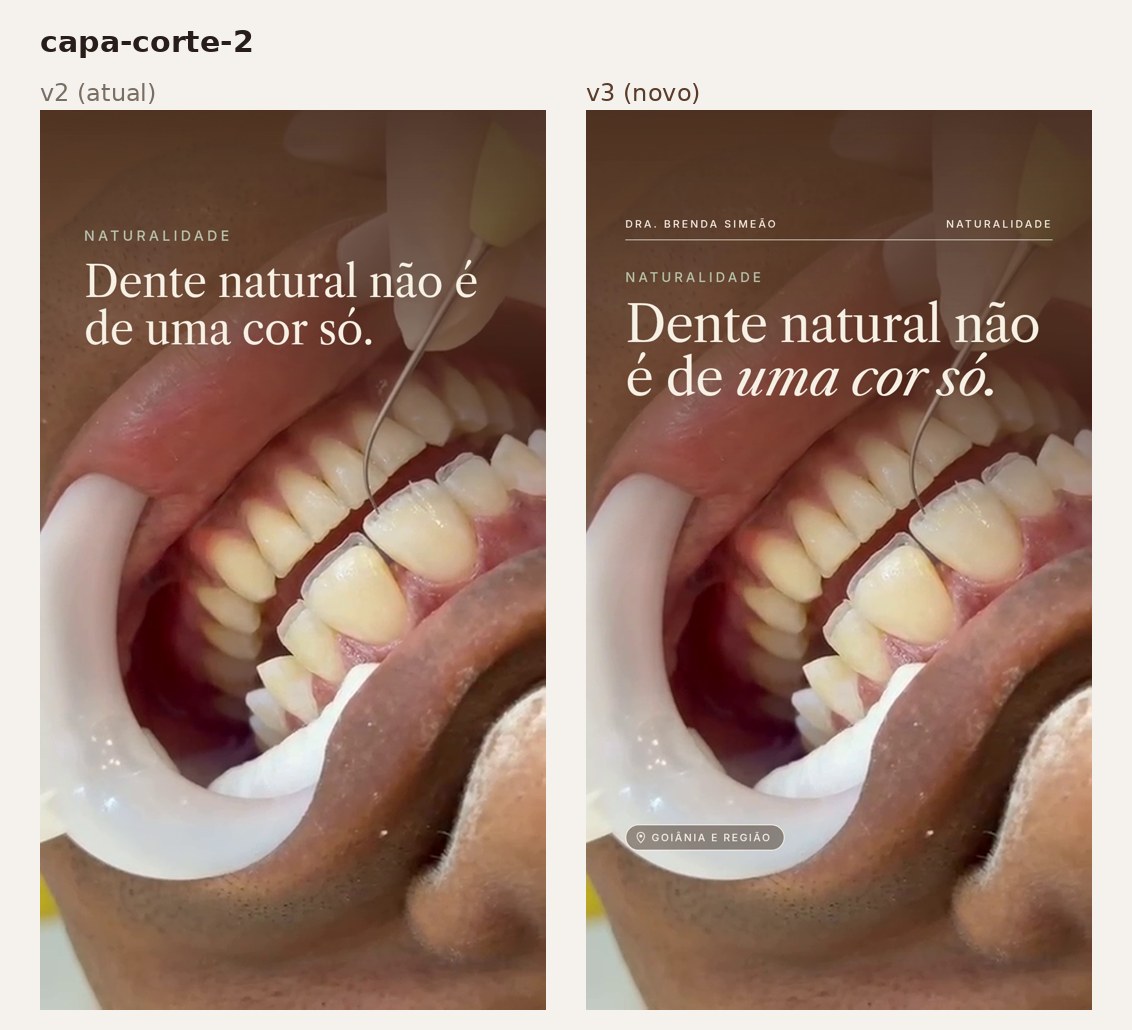 capa-corte-2
v2 (atual)
NATURALIDADE
Dente natural não é
de uma cor só.
v3 (novo)
DRA. BRENDA SIMEÃO
NATURALIDADE
NATURALIDADE
Dente natural não
é de uma cor só.
GOIÂNIA E REGIÃO